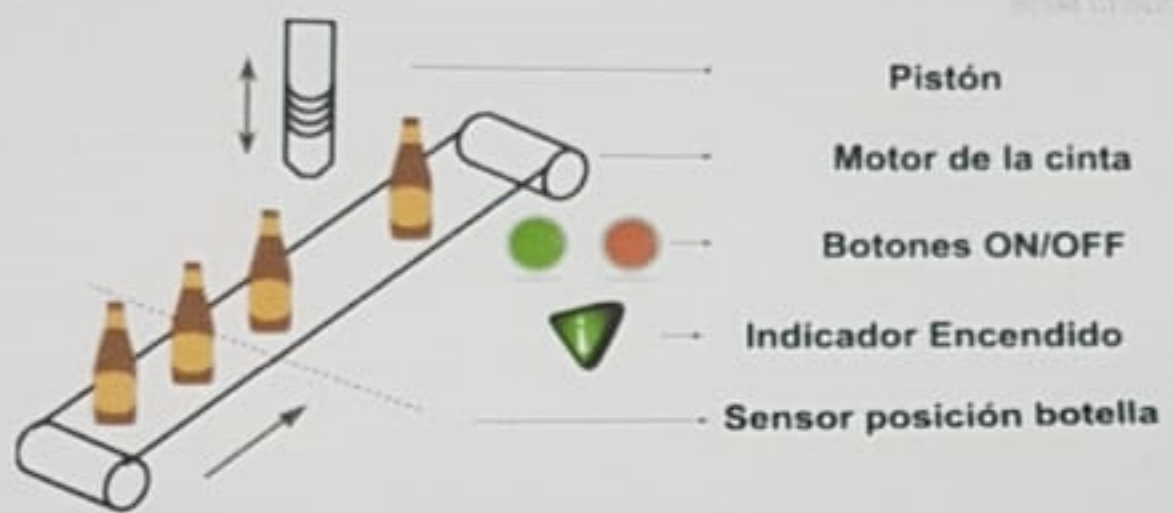 Pistón
Motor de la cinta
Botones ON/OFF
Indicador Encendido
Sensor posición botella